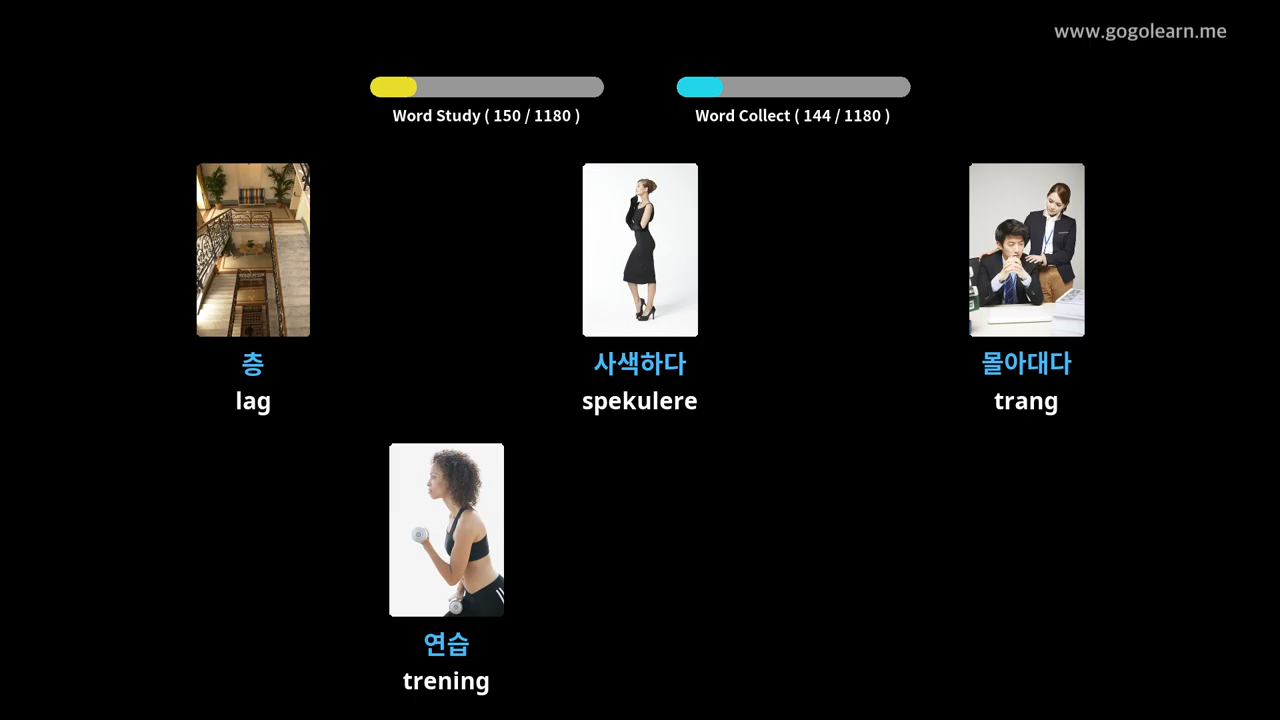 www.gogolearn.me
Word Study ( 150 / 1180 )
Word Collect ( 144 / 1180 )
층
lag
사색하다
spekulere
몰아대다
trang
연습
trening